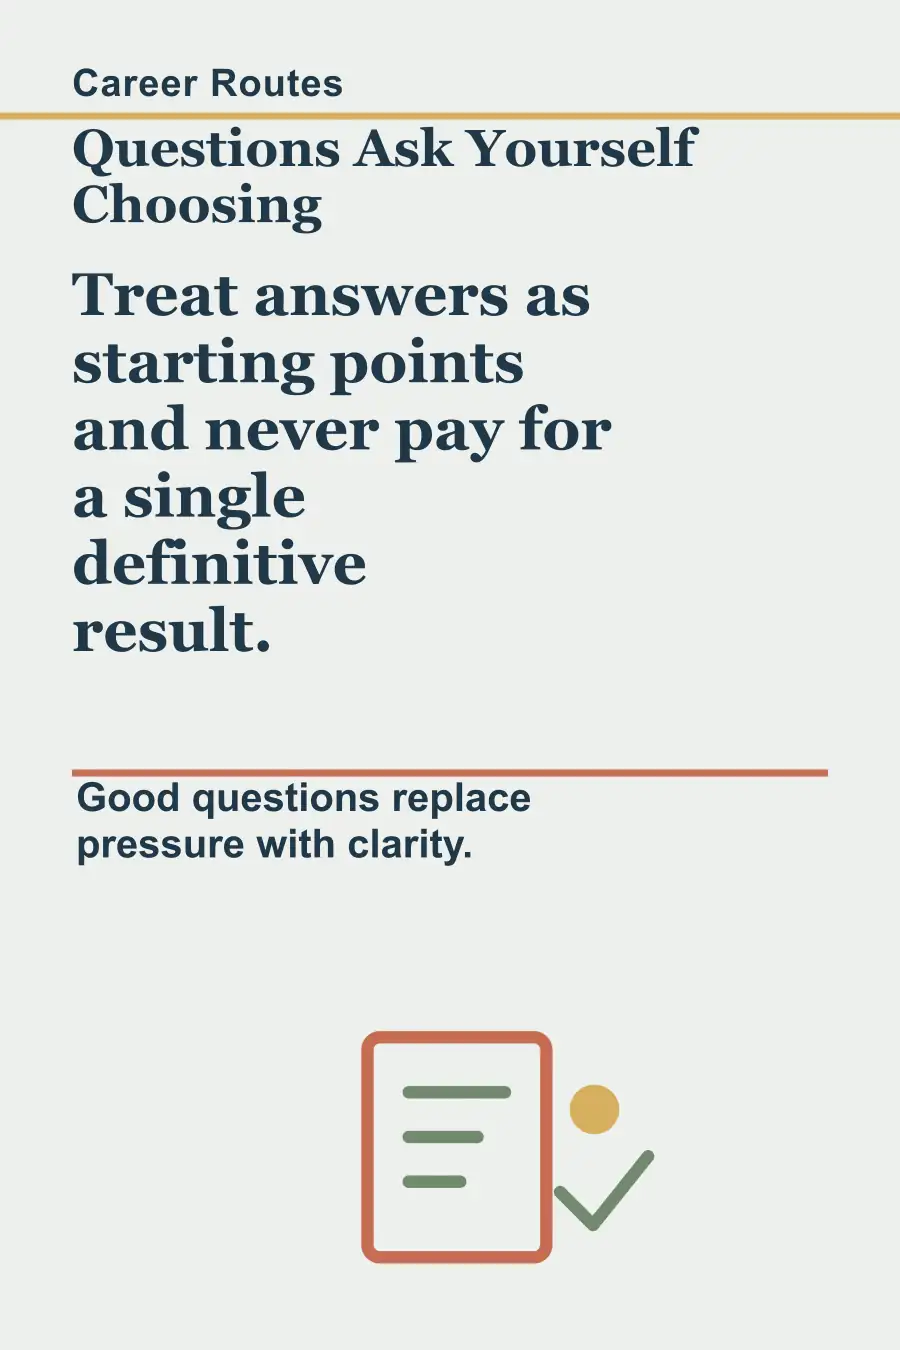 Career Routes
Questions Ask Yourself
Choosing
Treat answers as
starting points
and never pay for
a single
definitive
result.
Good questions replace
pressure with clarity.